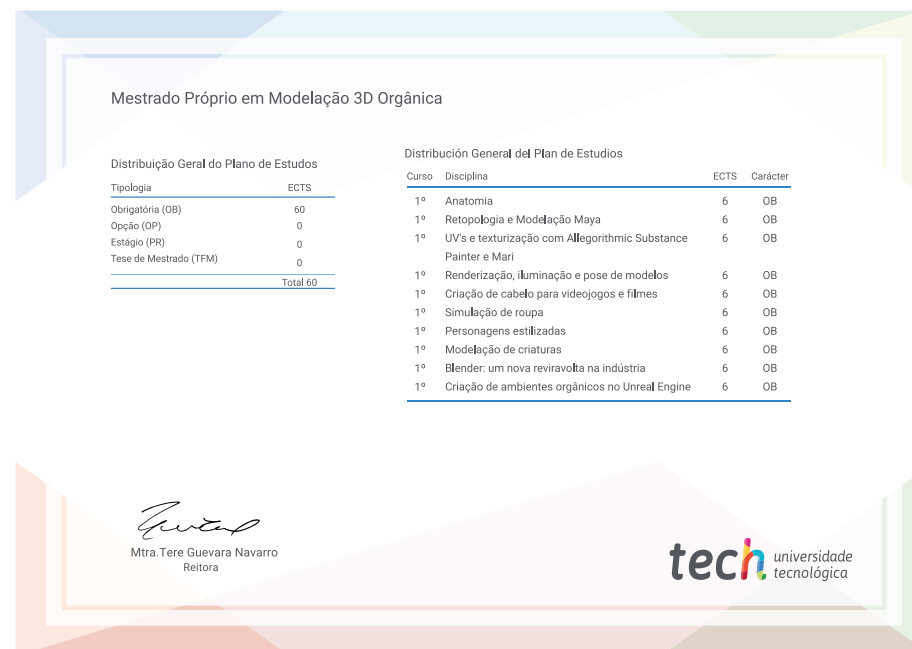 Mestrado Próprio em Modelação 3D Orgânica
Distribuição Geral do Plano de Estudos
Tipologia ECTS
Obrigatória (OB) 60
Opção (OP) 0
Estágio (PR) 0
Tese de Mestrado (TFM) 0
Total 60
Distribución General del Plan de Estudios
Curso Disciplina ECTS Carácter
1º Anatomia 6 OB
1º Retopologia e Modelação Maya 6 OB
1º UV's e texturização com Allegorithmic Substance 6 OB
Painter e Mari
1º Renderização, iluminação e pose de modelos 6 OB
1º Criação de cabelo para videojogos e filmes 6 OB
1º Simulação de roupa 6 OB
1º Personagens estilizadas 6 OB
1º Modelação de criaturas 6 OB
1º Blender: um nova reviravolta na indústria 6 OB
1º Criação de ambientes orgânicos no Unreal Engine 6 OB
Mtra.Tere Guevara Navarro
Reitora
tech universidade
tecnológica